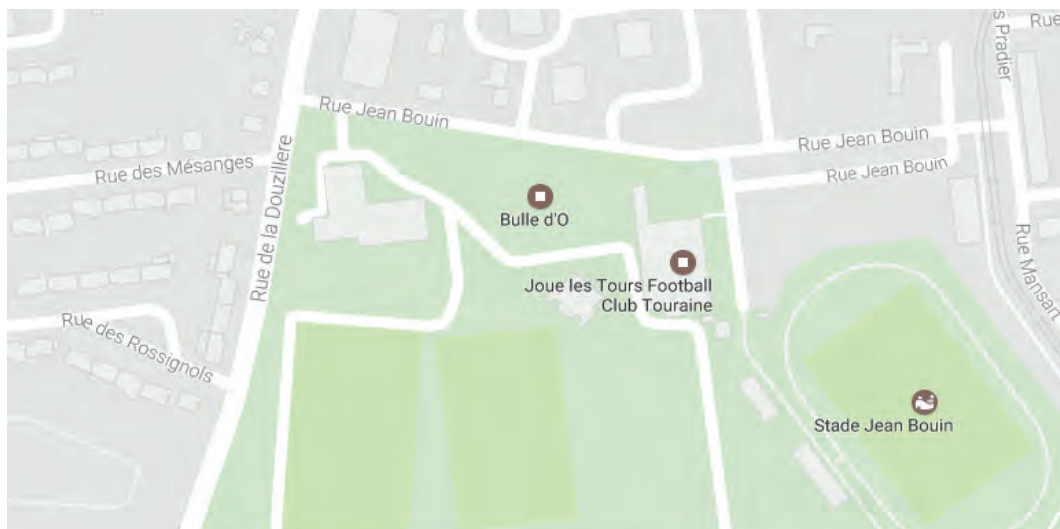 Rue
s Pradier
Rue Jean Bouin
Rue Jean Bouin
Rue Jean Bouin
Rue des Mésanges
Rue de la Douzillere
Bulle d'O
Joue les Tours Football
Club Touraine
Rue Mansart
Rue des Rossignols
Stade Jean Bouin